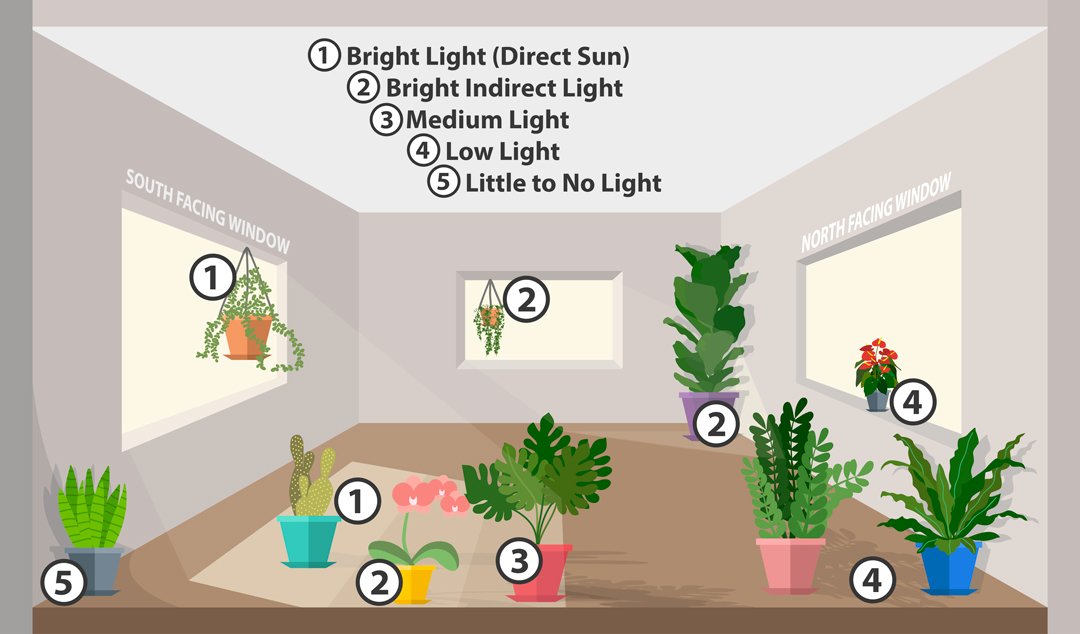 1 Bright Light (Direct Sun)
2 Bright Indirect Light
3 Medium Light
4 Low Light
5 Little to No Light
SOUTH FACING WINDOW
NORTH FACING WINDOW
1
2
4
2
1
3
5
2
4